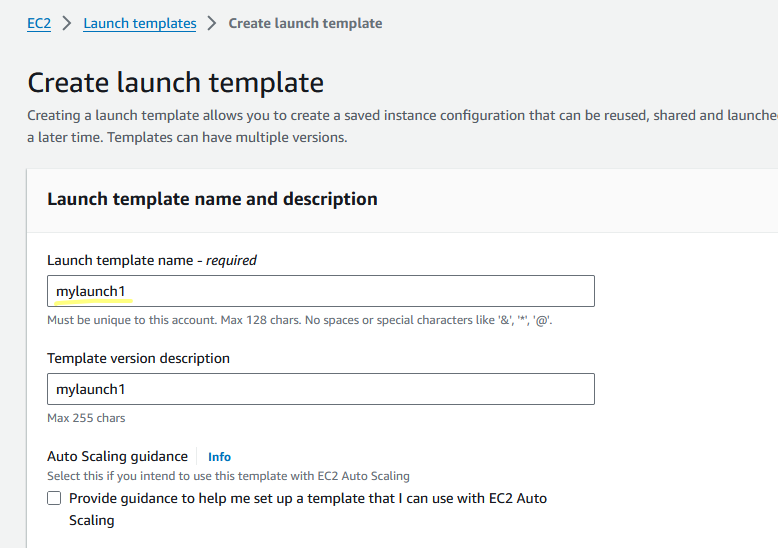 EC2 > Launch templates > Create launch template
Create launch template
Creating a launch template allows you to create a saved instance configuration that can be reused, shared and launched
a later time. Templates can have multiple versions.
Launch template name and description
Launch template name - required
mylaunch1
Must be unique to this account. Max 128 chars. No spaces or special characters like '&', '*', '@'.
Template version description
mylaunch1
Max 255 chars
Auto Scaling guidance Info
Select this if you intend to use this template with EC2 Auto Scaling
Provide guidance to help me set up a template that I can use with EC2 Auto
Scaling